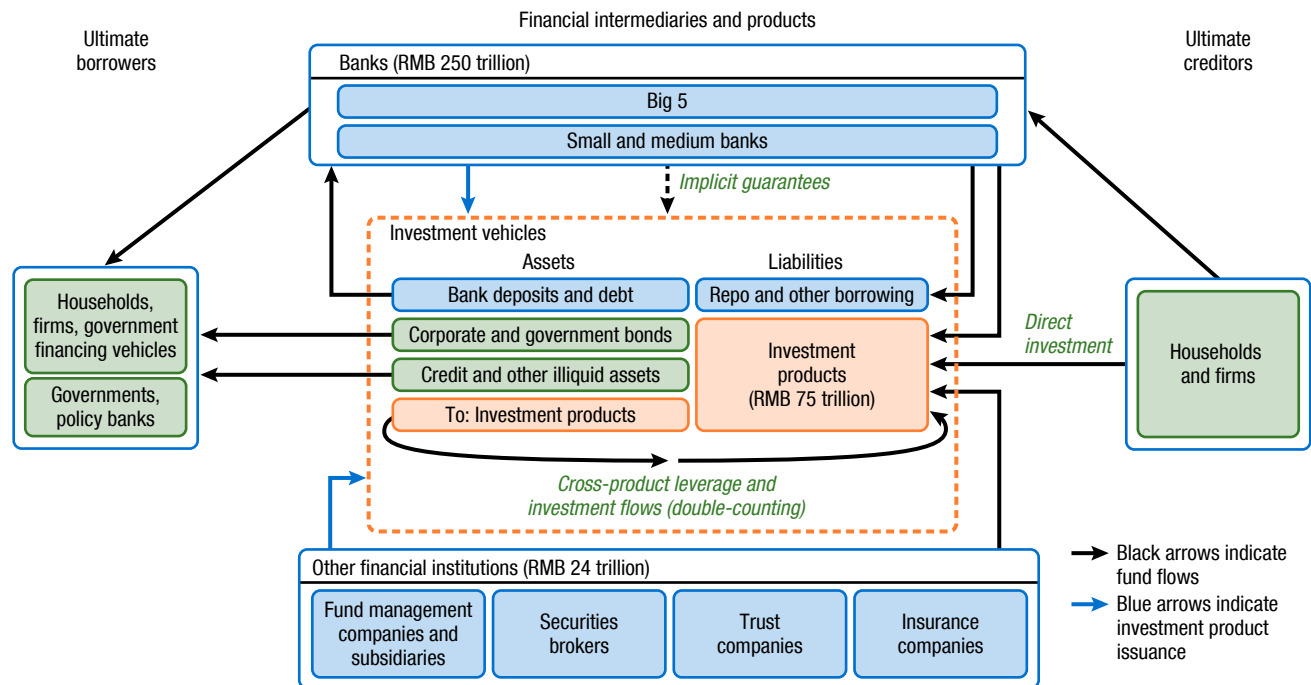 Financial intermediaries and products
Ultimate
borrowers
Ultimate
creditors
Banks (RMB 250 trillion)
Big 5
Small and medium banks
Implicit guarantees
Investment vehicles
Assets
Liabilities
Bank deposits and debt
Repo and other borrowing
Corporate and government bonds
Credit and other illiquid assets
To: Investment products
Investment
products
(RMB 75 trillion)
Households,
firms, government
financing vehicles
Governments,
policy banks
Direct
investment
Households
and firms
Cross-product leverage and
investment flows (double-counting)
Other financial institutions (RMB 24 trillion)
Fund management
companies and
subsidiaries
Securities
brokers
Trust
companies
Insurance
companies
Black arrows indicate
fund flows
Blue arrows indicate
investment product
issuance